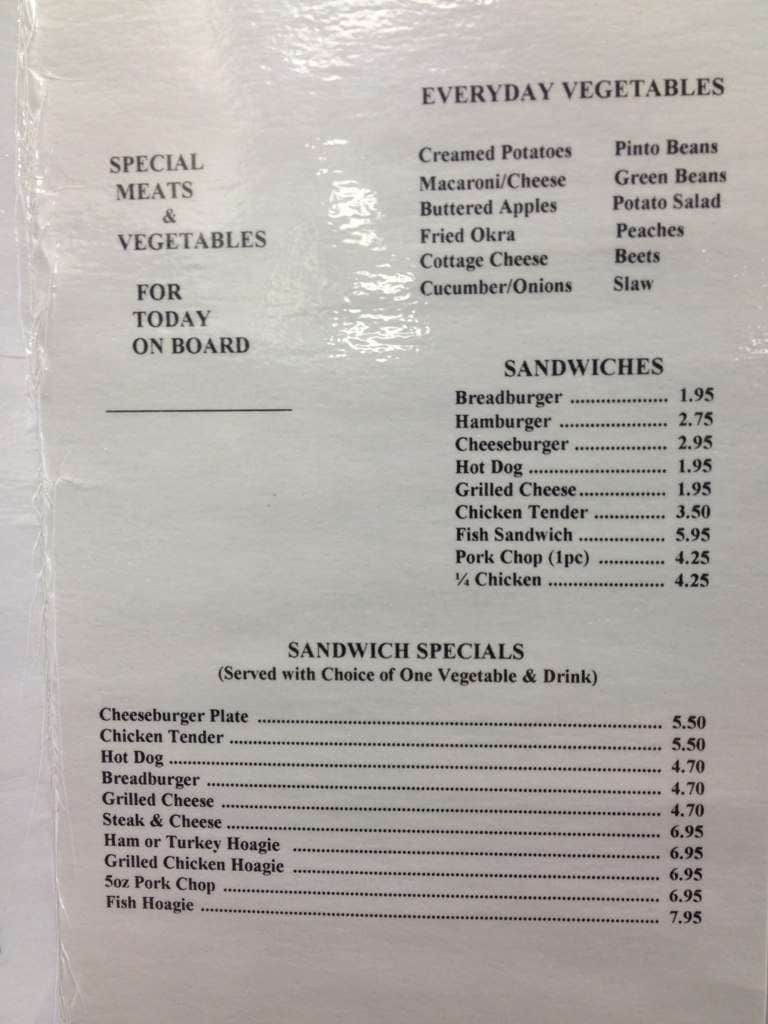 SPECIAL
MEATS
&
VEGETABLES
FOR
TODAY
ON BOARD
EVERYDAY VEGETABLES
Creamed Potatoes Pinto Beans
Macaroni/Cheese Green Beans
Buttered Apples Potato Salad
Fried Okra Peaches
Cottage Cheese Beets
Cucumber/Onions Slaw
SANDWICHES
Breadburger ................... 1.95
Hamburger ..................... 2.75
Cheeseburger .................. 2.95
Hot Dog ........................... 1.95
Grilled Cheese ................. 1.95
Chicken Tender .............. 3.50
Fish Sandwich ................. 5.95
Pork Chop (1pc) ............. 4.25
¼ Chicken ....................... 4.25
SANDWICH SPECIALS
(Served with Choice of One Vegetable & Drink)
Cheeseburger Plate ................................................................ 5.50
Chicken Tender ..................................................................... 5.50
Hot Dog ................................................................................. 4.70
Breadburger .......................................................................... 4.70
Grilled Cheese ....................................................................... 4.70
Steak & Cheese ...................................................................... 6.95
Ham or Turkey Hoagie ......................................................... 6.95
Grilled Chicken Hoagie ........................................................ 6.95
5oz Pork Chop ...................................................................... 6.95
Fish Hoagie ........................................................................... 7.95